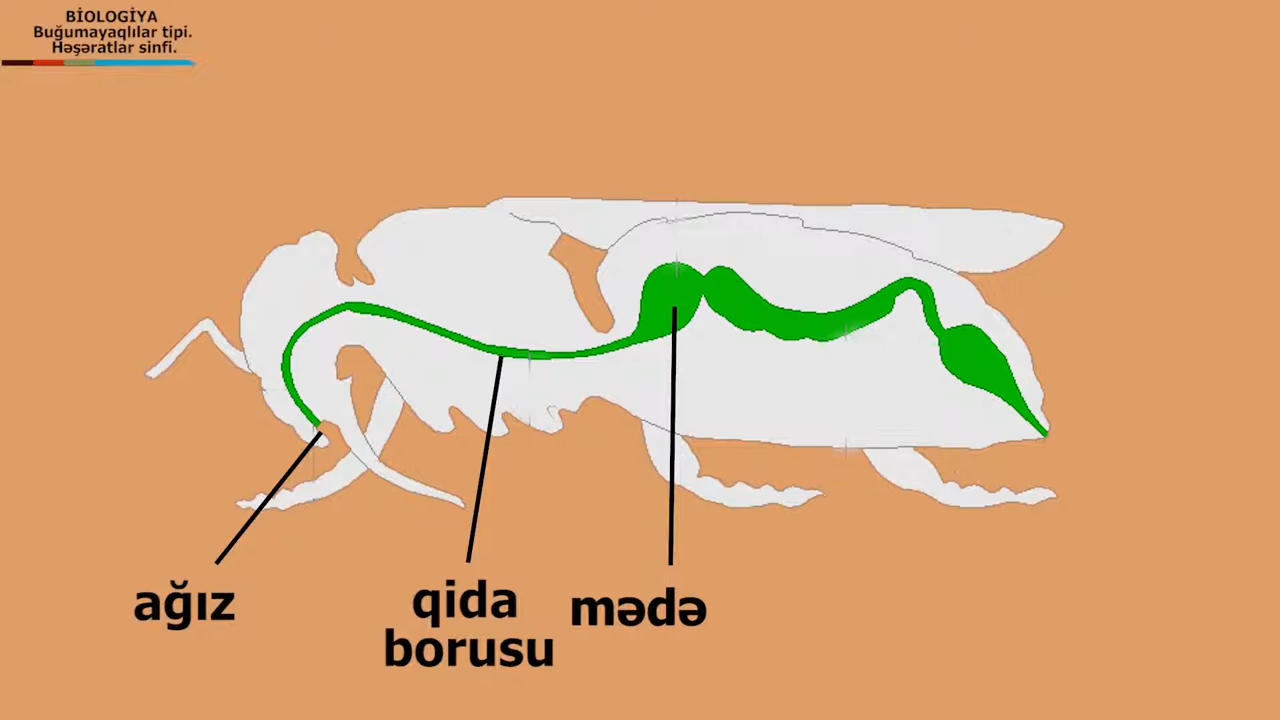 BİOLOGİYA
Buğumayaqlılar tipi.
Həşəratlar sinfi.
ağız
qida
borusu
mədə